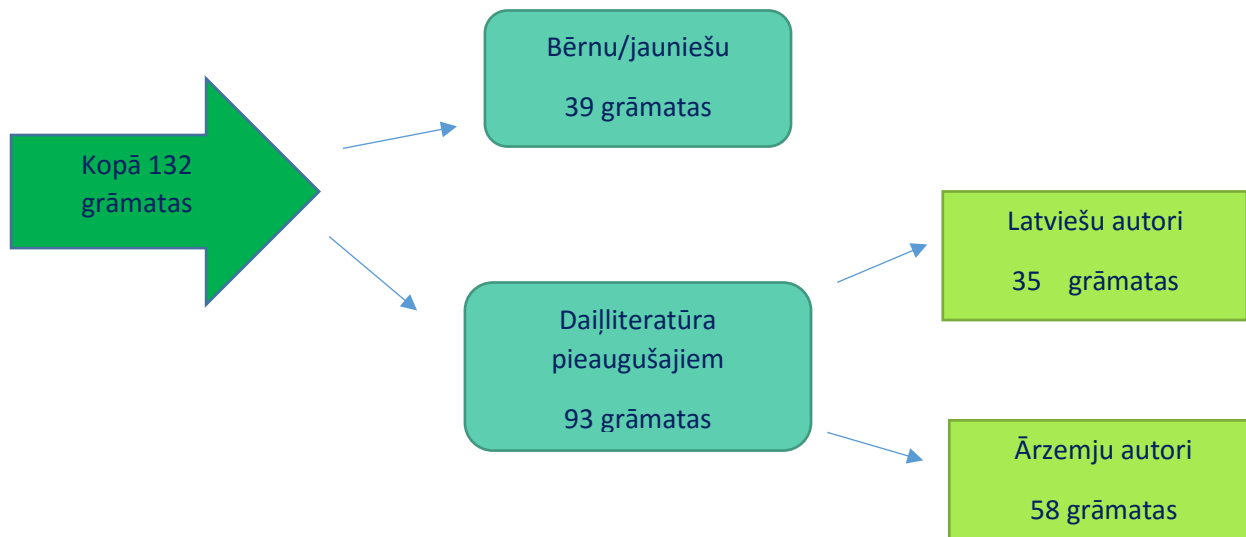 Bērnu/jauniešu
39 grāmatas
Kopā 132
grāmatas
Latviešu autori
35 grāmatas
Daiļliteratūra
pieaugušajiem
93 grāmatas
Ārzemju autori
58 grāmatas